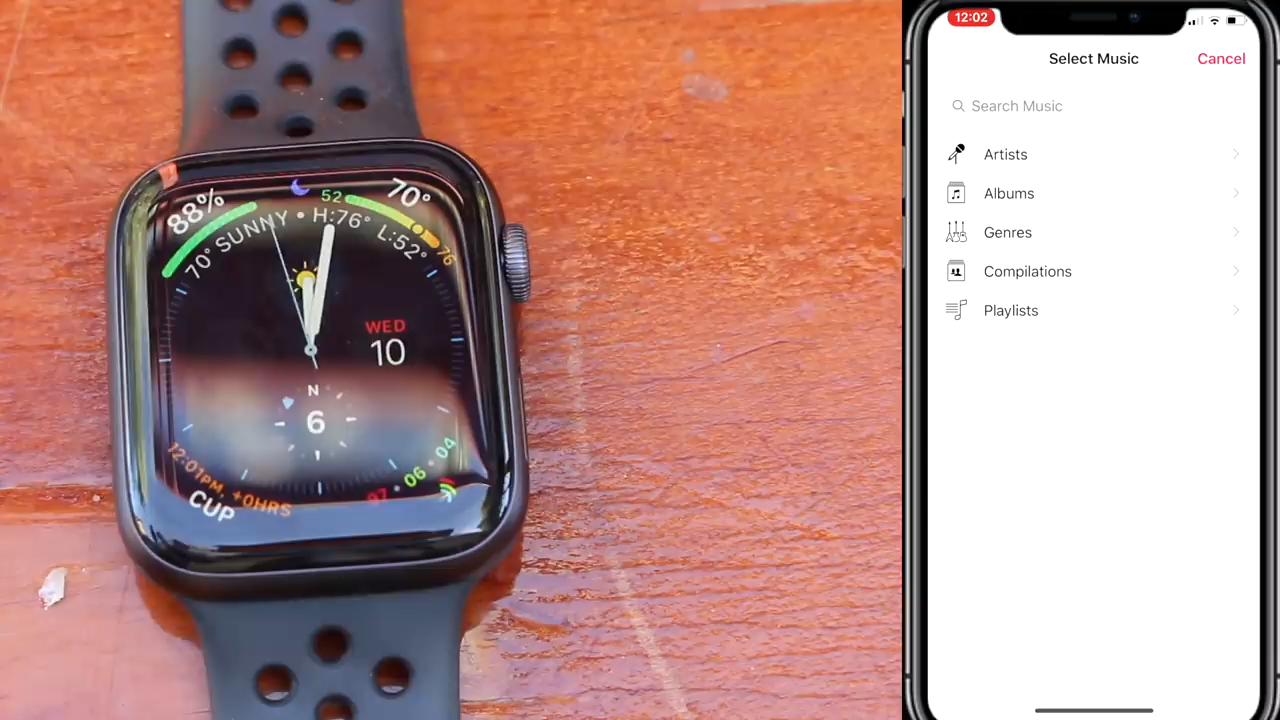 88%
52
70°
76
70° SUNNY • H:76° L:52°
WED
10
N
6
12:01PM, +0HRS
CUP
97 • 06 • 04
12:02
Select Music
Cancel
Search Music
Artists
Albums
Genres
Compilations
Playlists